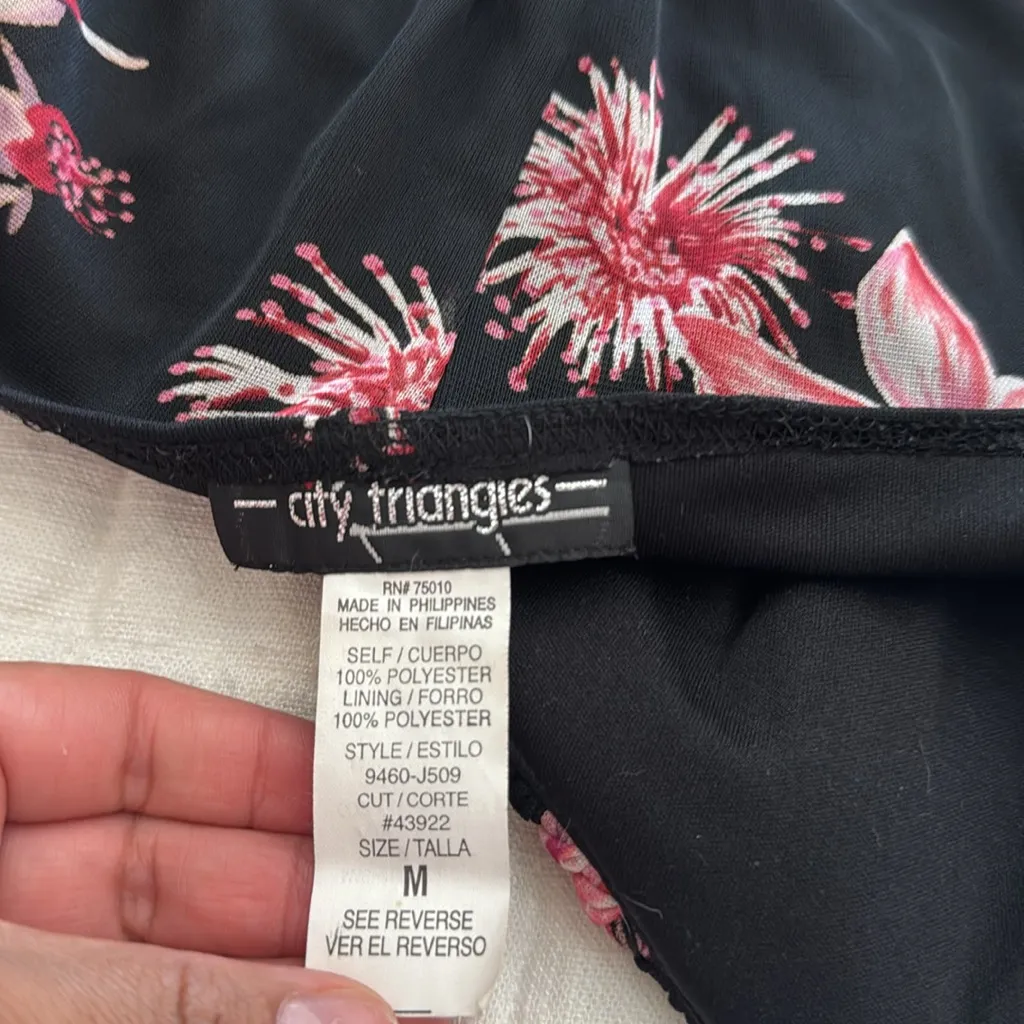 city triangles
RN# 75010
MADE IN PHILIPPINES
HECHO EN FILIPINAS
SELF / CUERPO
100% POLYESTER
LINING / FORRO
100% POLYESTER
STYLE / ESTILO
9460-J509
CUT / CORTE
#43922
SIZE / TALLA
M
SEE REVERSE
VER EL REVERSO